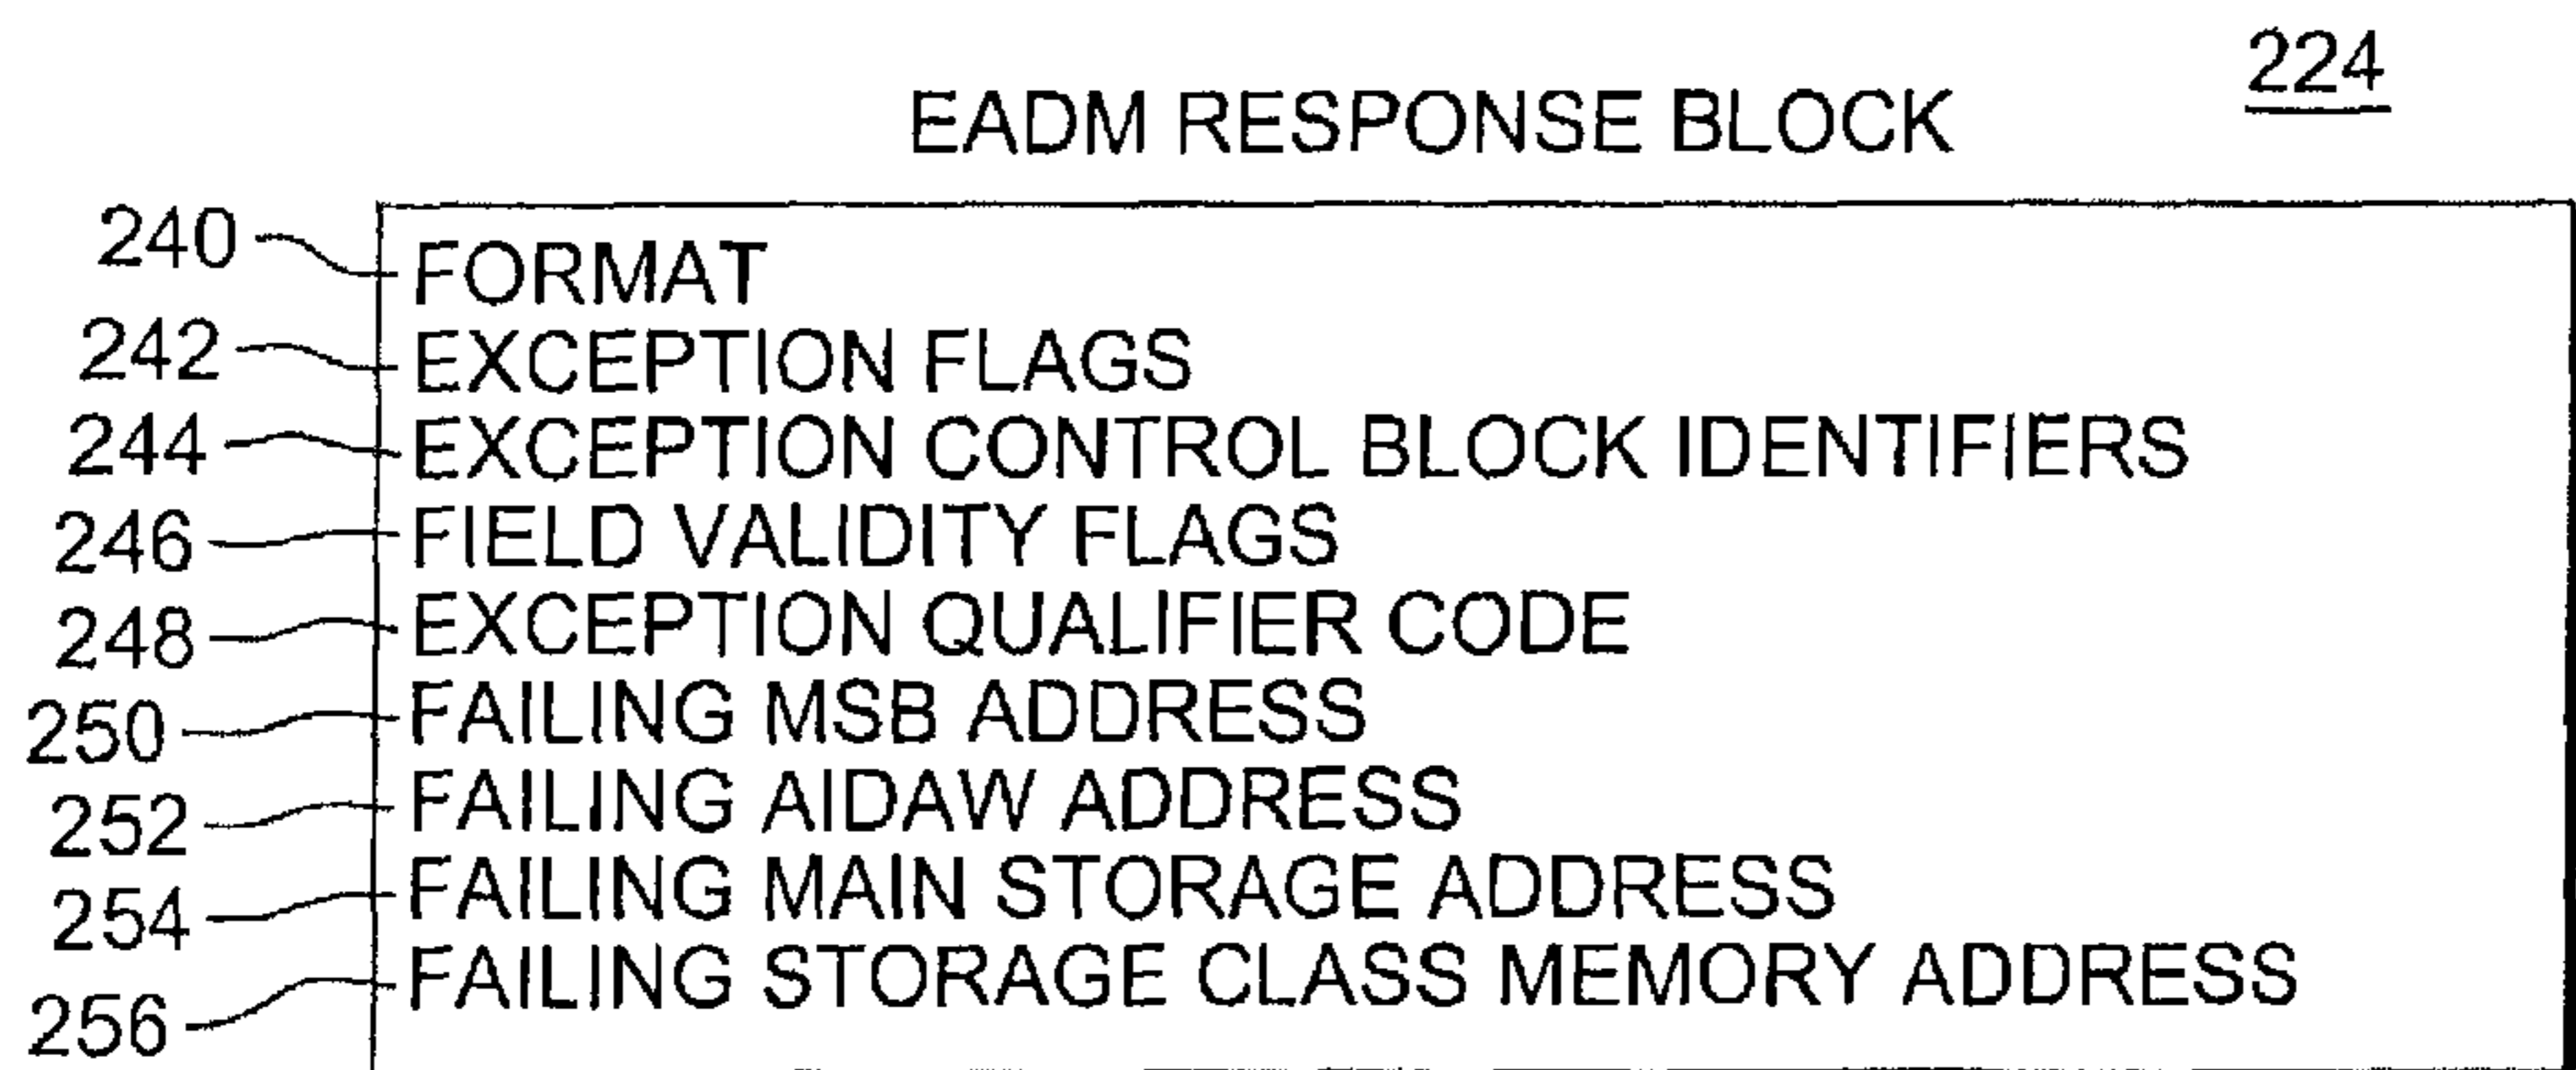 224
EADM RESPONSE BLOCK
240 FORMAT
242 EXCEPTION FLAGS
244 EXCEPTION CONTROL BLOCK IDENTIFIERS
246 FIELD VALIDITY FLAGS
248 EXCEPTION QUALIFIER CODE
250 FAILING MSB ADDRESS
252 FAILING AIDAW ADDRESS
254 FAILING MAIN STORAGE ADDRESS
256 FAILING STORAGE CLASS MEMORY ADDRESS